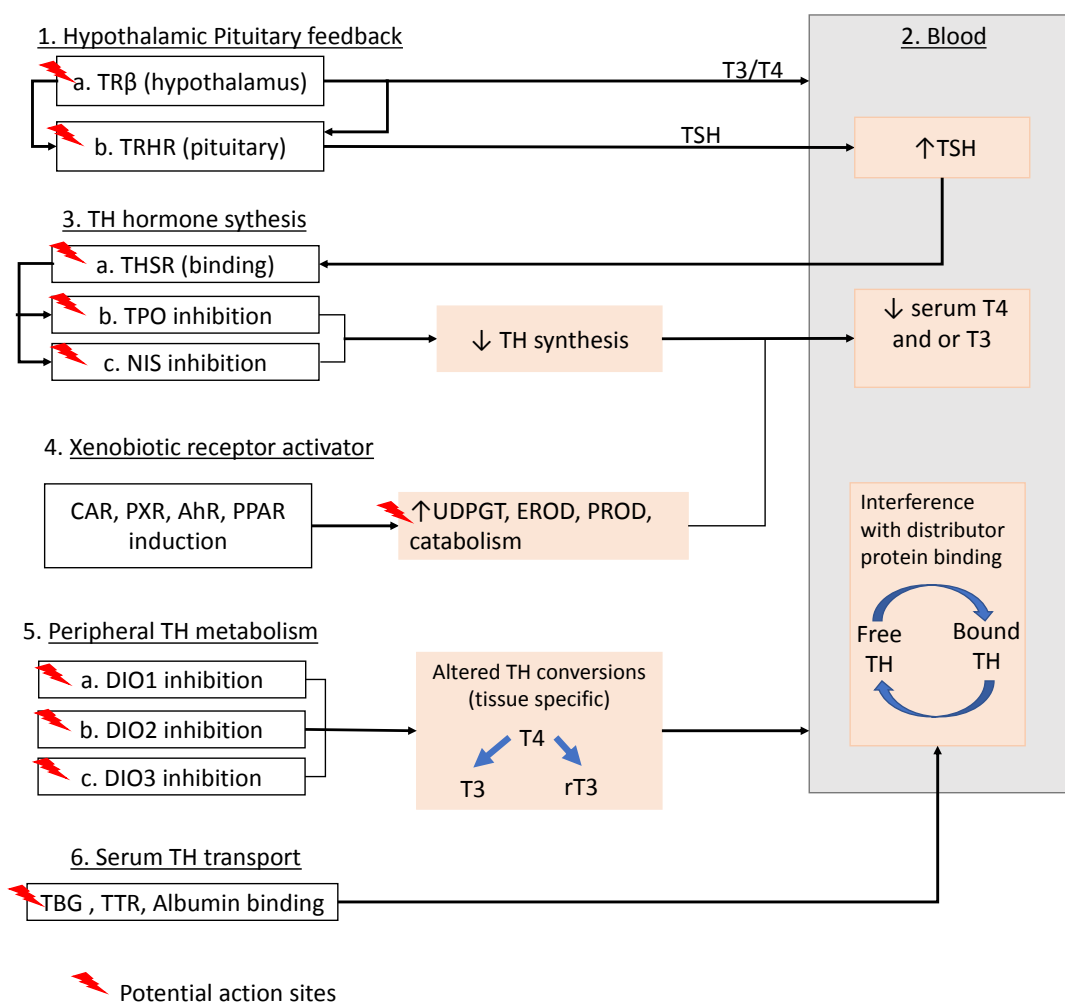 1. Hypothalamic Pituitary feedback
a. TRβ (hypothalamus)
b. TRHR (pituitary)
T3/T4
TSH
2. Blood
↑TSH
3. TH hormone sythesis
a. THSR (binding)
b. TPO inhibition
c. NIS inhibition
↓ TH synthesis
↓ serum T4
and or T3
4. Xenobiotic receptor activator
CAR, PXR, AhR, PPAR
induction
↑UDPGT, EROD, PROD,
catabolism
Interference
with distributor
protein binding
Free
TH
Bound
TH
5. Peripheral TH metabolism
a. DIO1 inhibition
b. DIO2 inhibition
c. DIO3 inhibition
Altered TH conversions
(tissue specific)
T4
T3
rT3
6. Serum TH transport
TBG , TTR, Albumin binding
Potential action sites